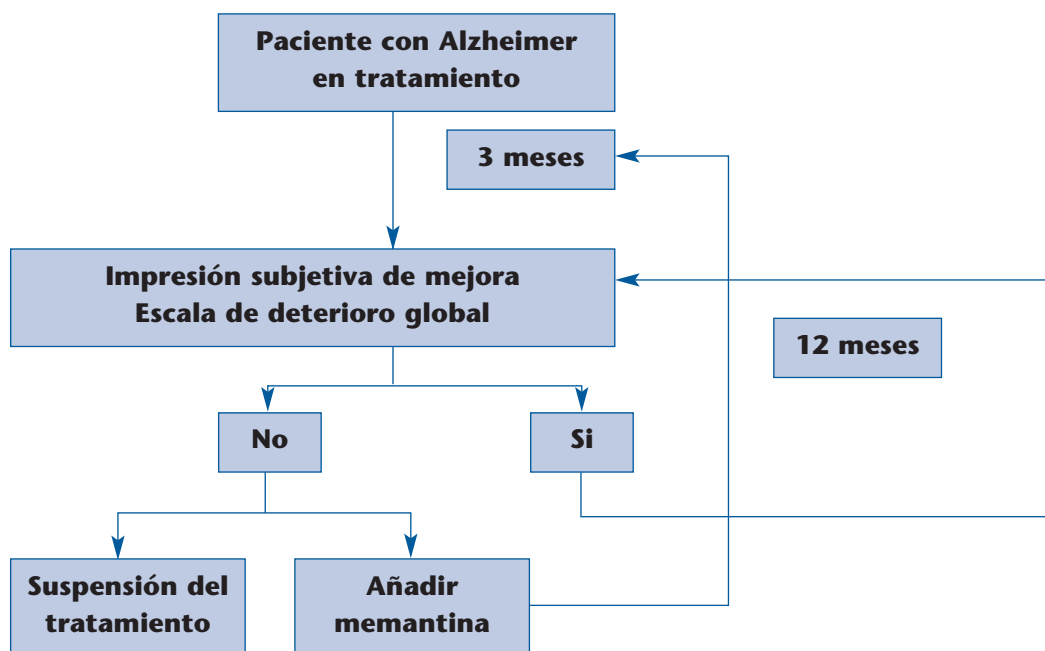 Paciente con Alzheimer
en tratamiento
3 meses
Impresión subjetiva de mejora
Escala de deterioro global
12 meses
No
Si
Suspensión del
tratamiento
Añadir
memantina